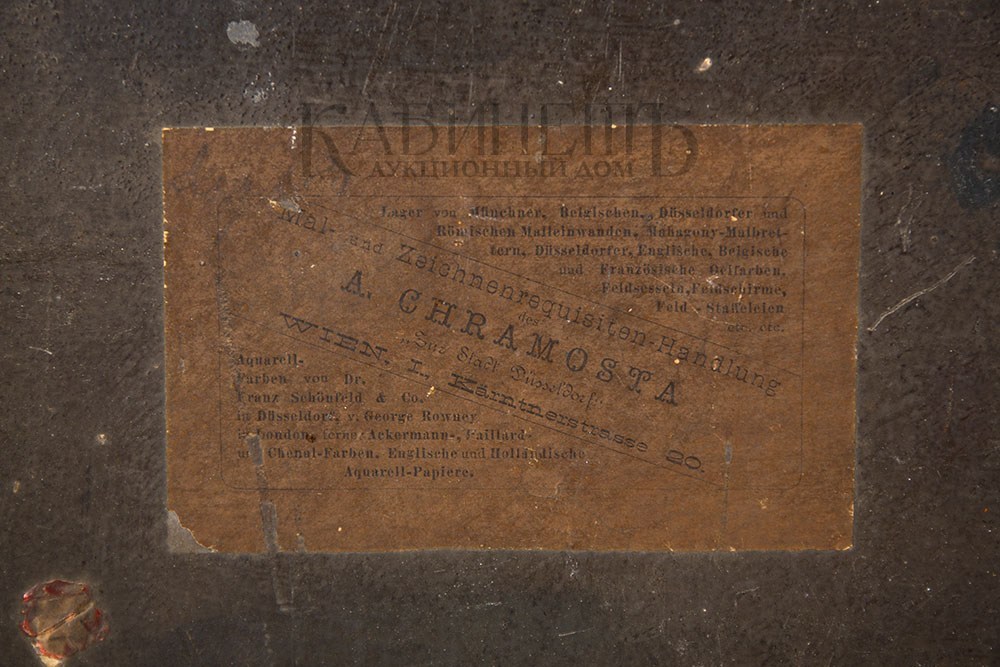 КАБИНЕТЪ
АУКЦИОННЫЙ ДОМ
Lager von Münchner, Belgischen, Düsseldorfer und
Römischen Malleinwanden, Mahagony-Malbret-
tern, Düsseldorfer, Englische, Belgische
und Französische Oelfarben,
Feldsesseln, Feldschirme,
Feld - Staffeleien
etc. etc.
Mal- und Zeichnenrequisiten-Handlung
des
A. CHRAMOSTA
„Zur Stadt Düsseldorf“
WIEN, I. Kärntnerstrasse 20.
Aquarell-
Farben von Dr.
Franz Schönfeld & Co.
in Düsseldorf, v. George Rowney
in London, ferner Ackermann-, Paillard-
und Chenal-Farben, Englische und Holländische
Aquarell-Papiere.